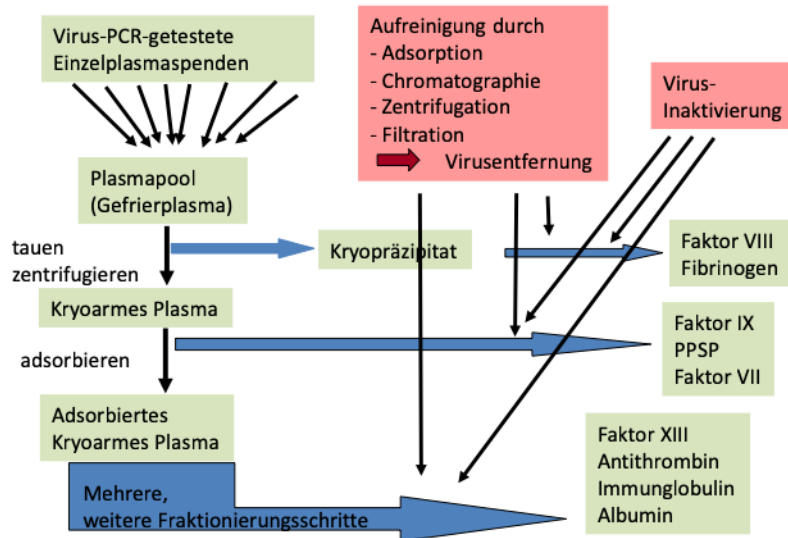 Virus-PCR-getestete
Einzelplasmaspenden
Aufreinigung durch
- Adsorption
- Chromatographie
- Zentrifugation
- Filtration
Virusentfernung
Virus-
Inaktivierung
Plasmapool
(Gefrierplasma)
tauen
zentrifugieren
Kryopräzipitat
Faktor VIII
Fibrinogen
Kryoarmes Plasma
adsorbieren
Faktor IX
PPSP
Faktor VII
Adsorbiertes
Kryoarmes Plasma
Faktor XIII
Antithrombin
Immunglobulin
Albumin
Mehrere,
weitere Fraktionierungsschritte